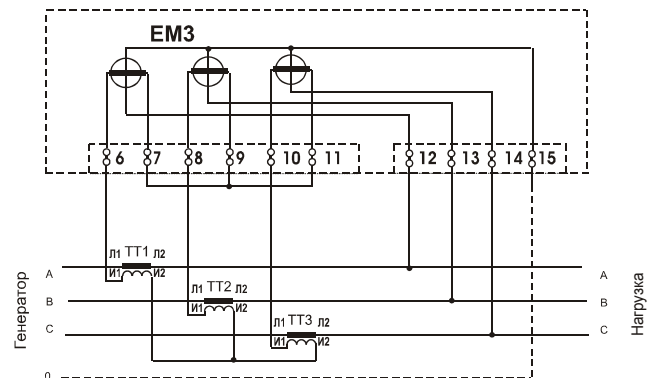 ЕМ3
6 7 8 9 10 11 12 13 14 15
Л1 ТТ1 Л2
И1 И2
A A
Л1 ТТ2 Л2
B И1 И2 B
Л1 ТТ3 Л2
C И1 И2 C
0
Генератор
Нагрузка